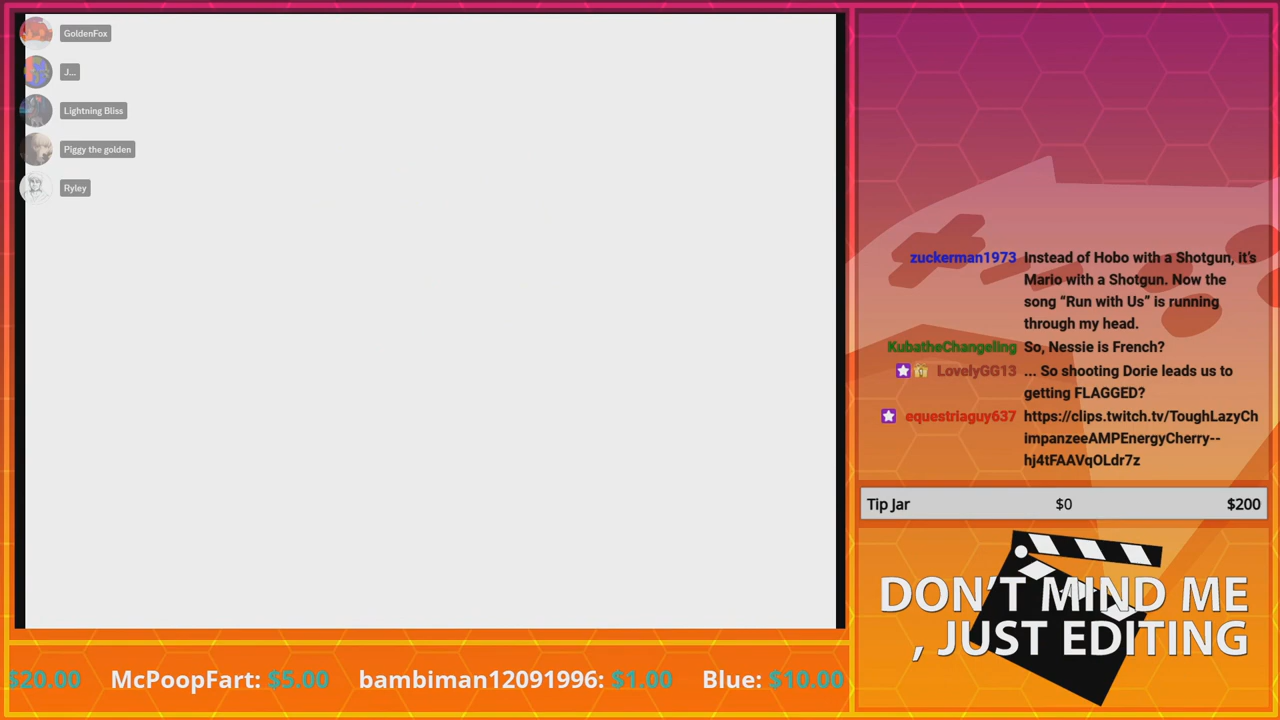 GoldenFox
J...
Lightning Bliss
Piggy the golden
Ryley
zuckerman1973 Instead of Hobo with a Shotgun, it's
Mario with a Shotgun. Now the
song “Run with Us” is running
through my head.
KubatheChangeling So, Nessie is French?
LovelyGG13 ... So shooting Dorie leads us to
getting FLAGGED?
equestriaguy637 https://clips.twitch.tv/ToughLazyCh
impanzeeAMPEnergyCherry--
hj4tFAAVqOLdr7z
Tip Jar $0 $200
DON'T MIND ME
, JUST EDITING
$20.00 McPoopFart: $5.00 bambiman12091996: $1.00 Blue: $10.00